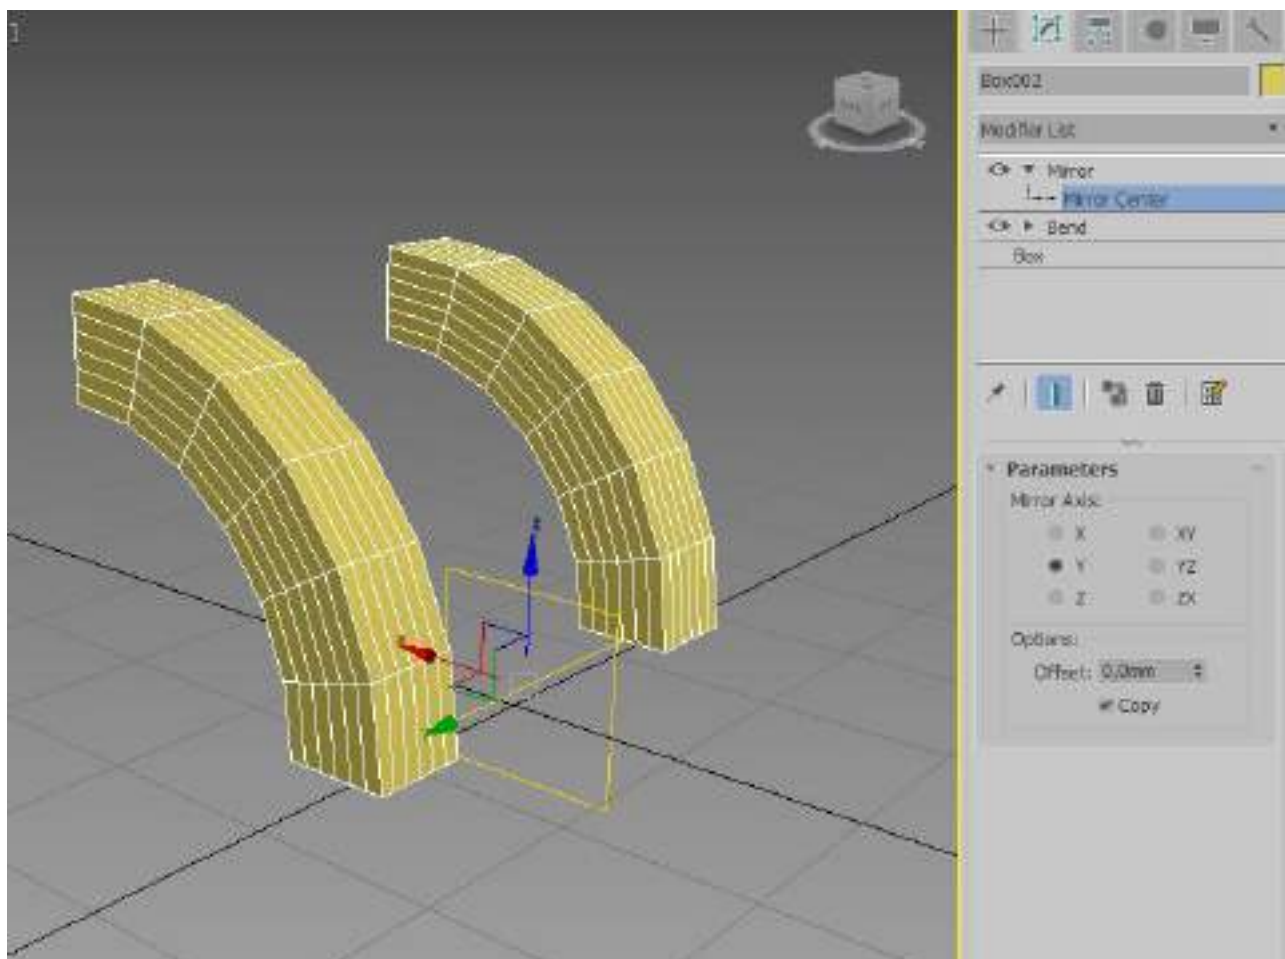 Box002
Modifier List
Mirror
Mirror Center
Bend
Box
Parameters
Mirror Axis:
X XY
Y YZ
Z ZX
Options:
Offset: 0,0mm
Copy
z